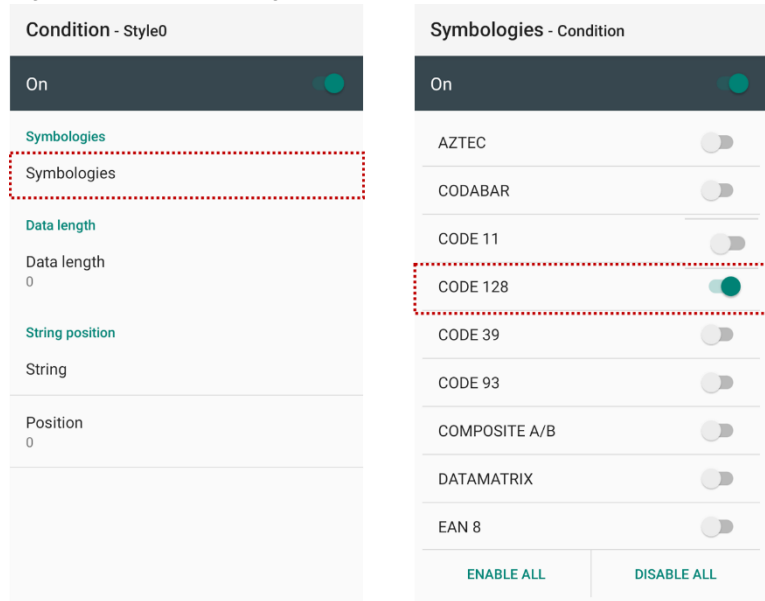 Condition - Style0
On
Symbologies
Symbologies
Data length
Data length
0
String position
String
Position
0
Symbologies - Condition
On
AZTEC
CODABAR
CODE 11
CODE 128
CODE 39
CODE 93
COMPOSITE A/B
DATAMATRIX
EAN 8
ENABLE ALL
DISABLE ALL